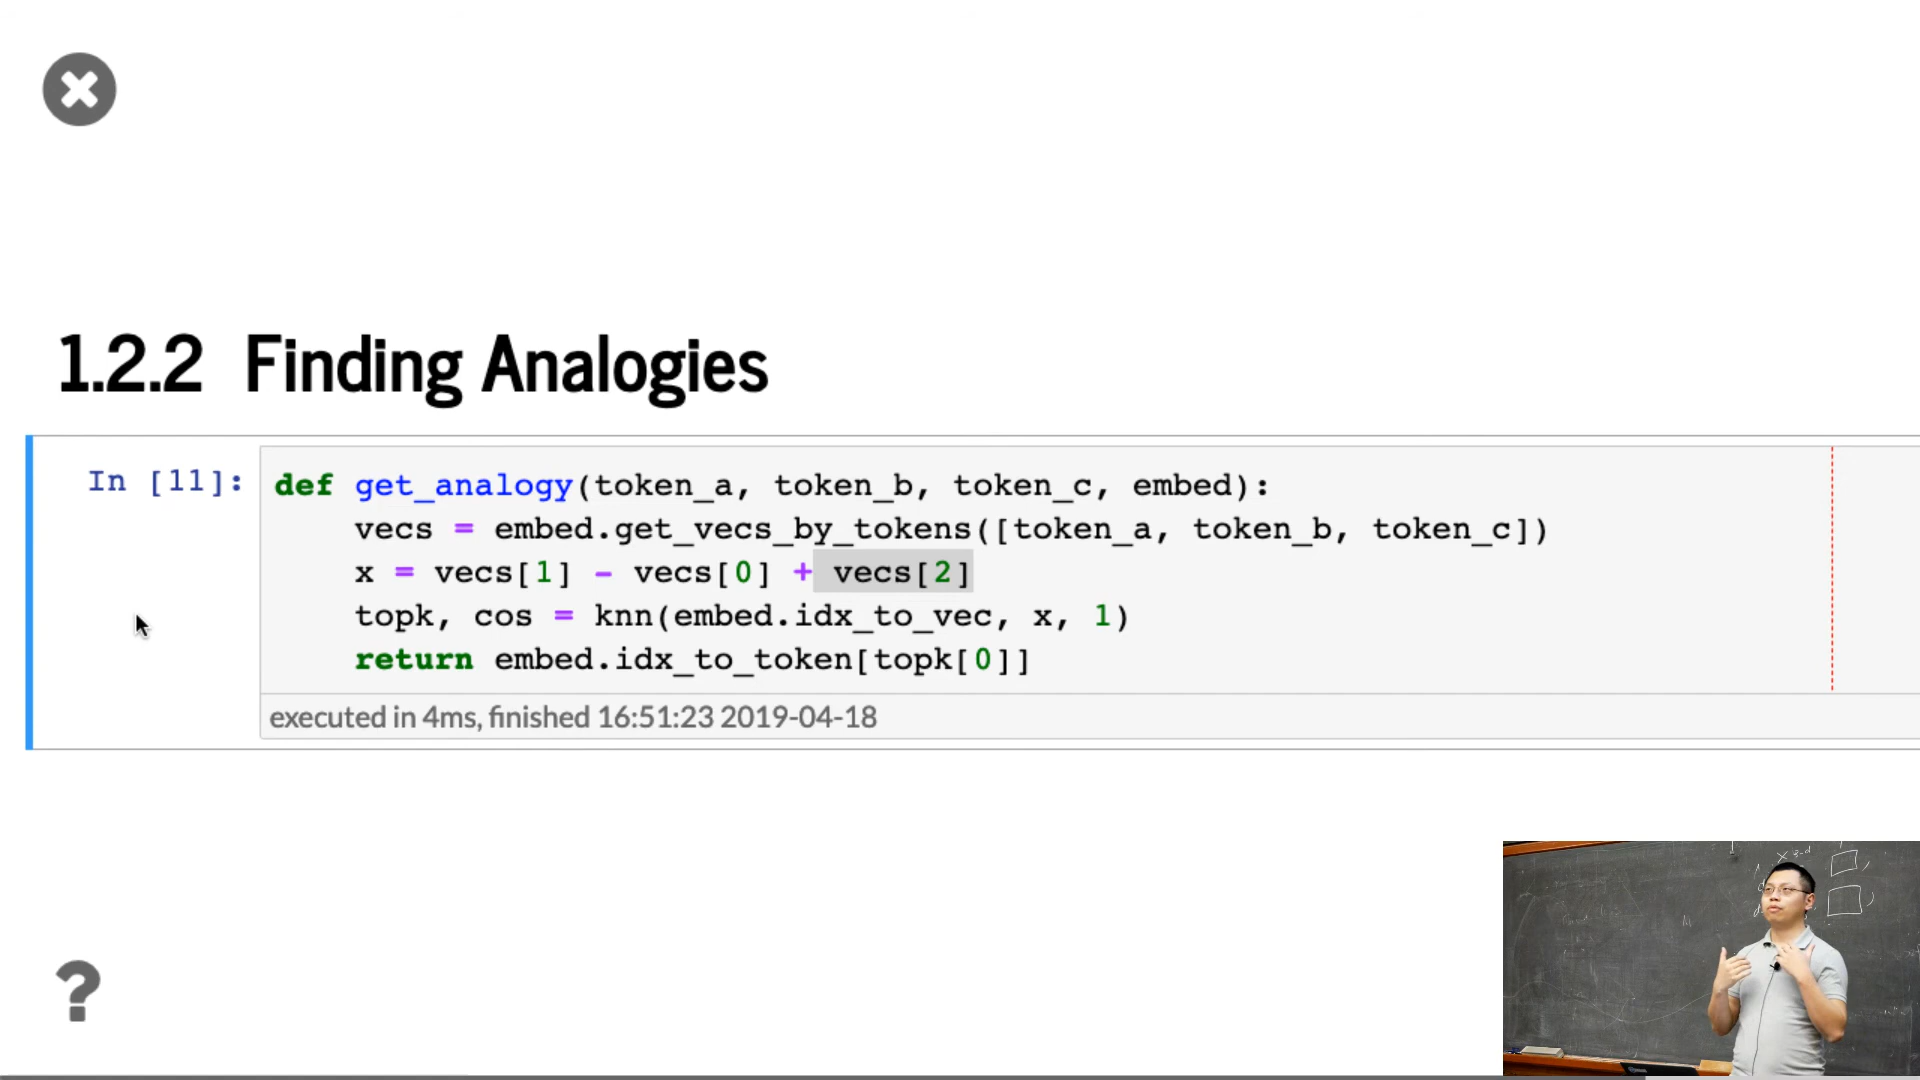 1.2.2 Finding Analogies
In [11]:
def get_analogy(token_a, token_b, token_c, embed):
    vecs = embed.get_vecs_by_tokens([token_a, token_b, token_c])
    x = vecs[1] - vecs[0] + vecs[2]
    topk, cos = knn(embed.idx_to_vec, x, 1)
    return embed.idx_to_token[topk[0]]
executed in 4ms, finished 16:51:23 2019-04-18
?